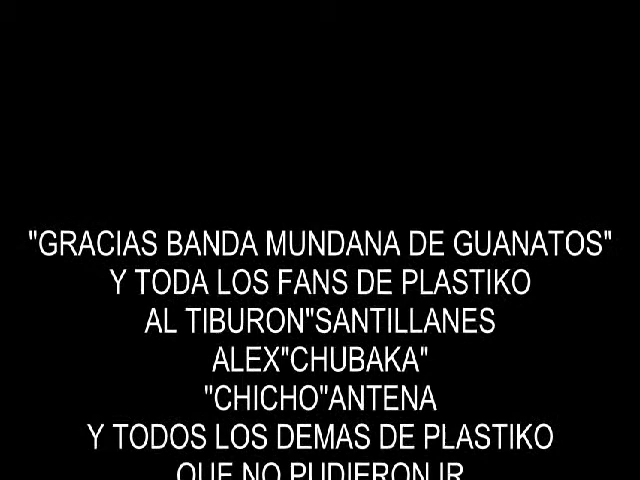 "GRACIAS BANDA MUNDANA DE GUANATOS"
Y TODA LOS FANS DE PLASTIKO
AL TIBURON"SANTILLANES
ALEX"CHUBAKA"
"CHICHO"ANTENA
Y TODOS LOS DEMAS DE PLASTIKO
QUE NO PUDIERON IR